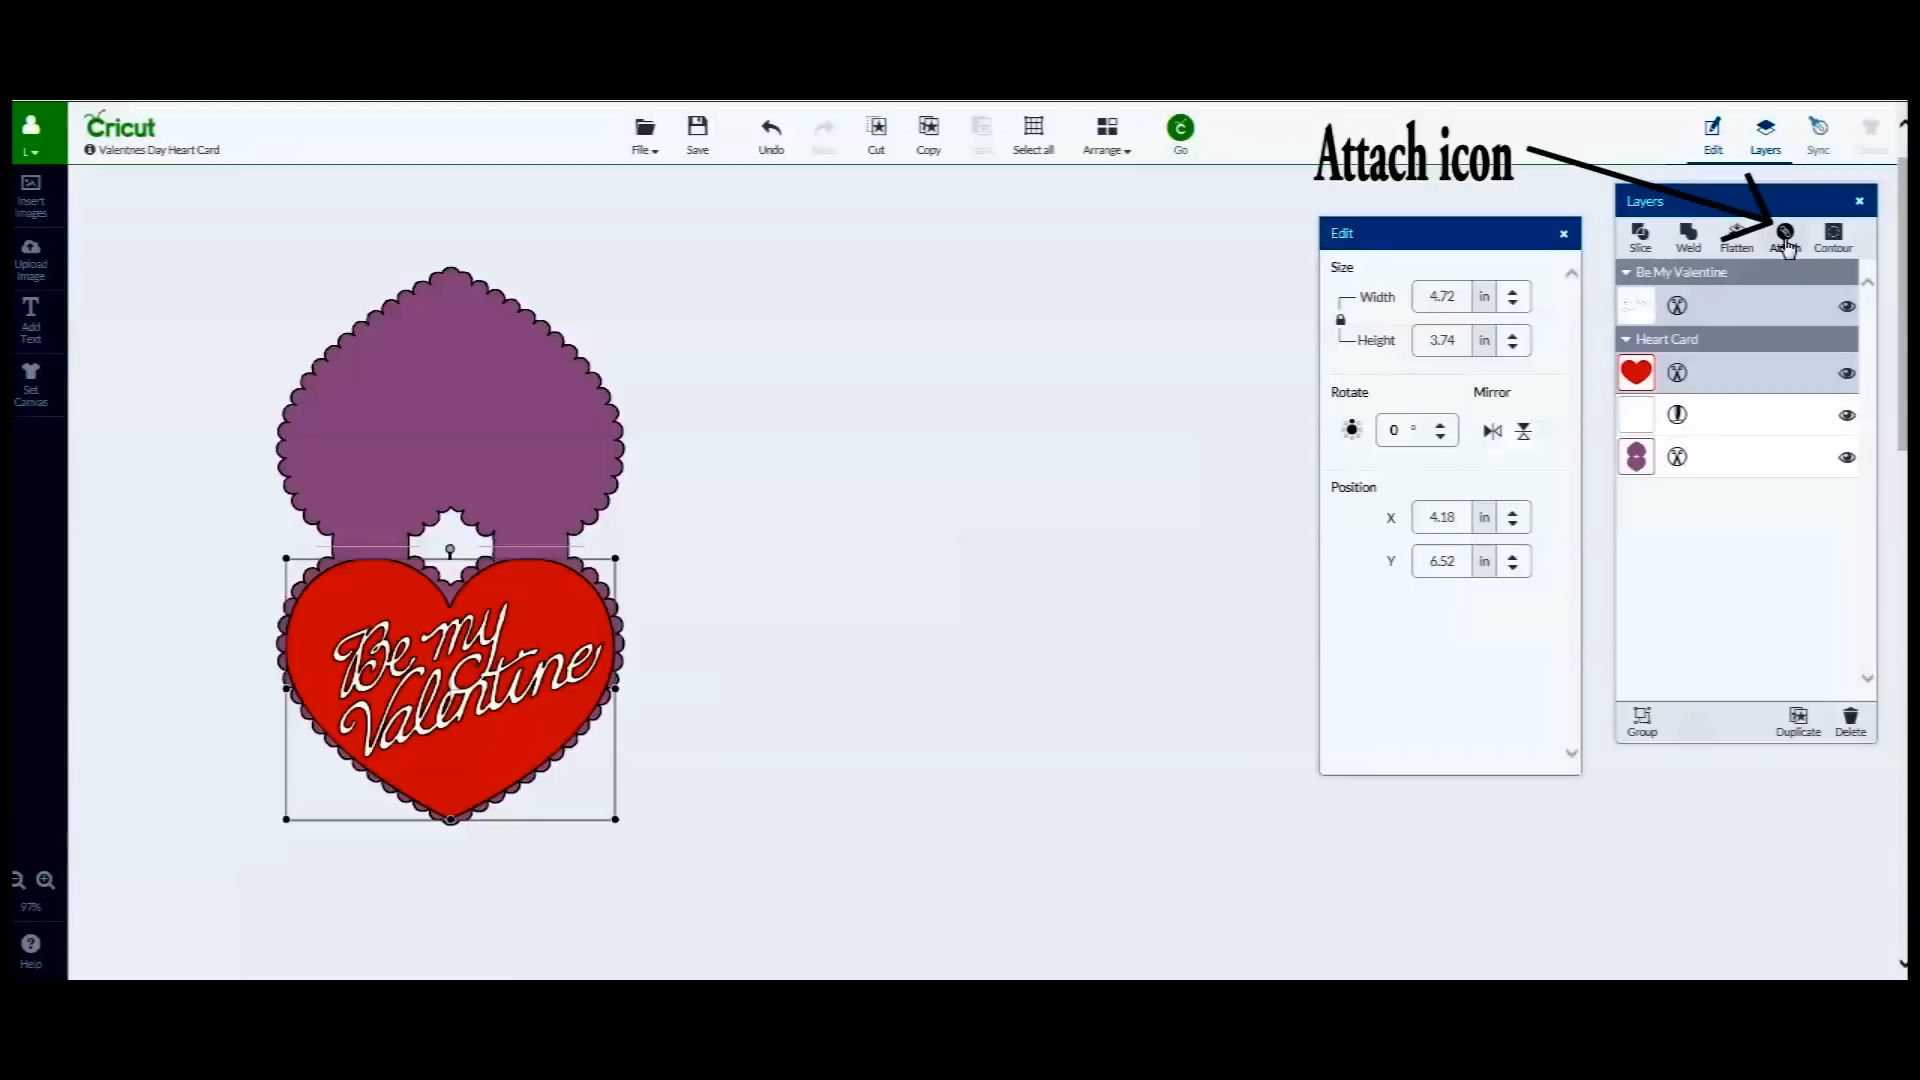 Cricut
Valentnes Day Heart Card
L
File
Save
Undo
Cut
Copy
Select all
Arrange
Go
Attach icon
Edit
Layers
Sync
Insert
Images
Upload
Image
Add
Text
Set
Canvas
97%
Help
Be my
Valentine
Edit
Size
Width 4.72 in
Height 3.74 in
Rotate Mirror
0 °
Position
X 4.18 in
Y 6.52 in
Layers
Slice Weld Flatten Contour
Be My Valentine
Heart Card
Group Duplicate Delete